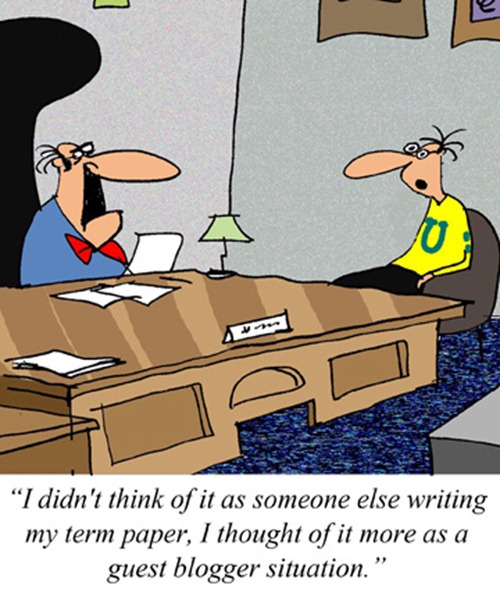 e
U
“I didn't think of it as someone else writing
my term paper, I thought of it more as a
guest blogger situation.”